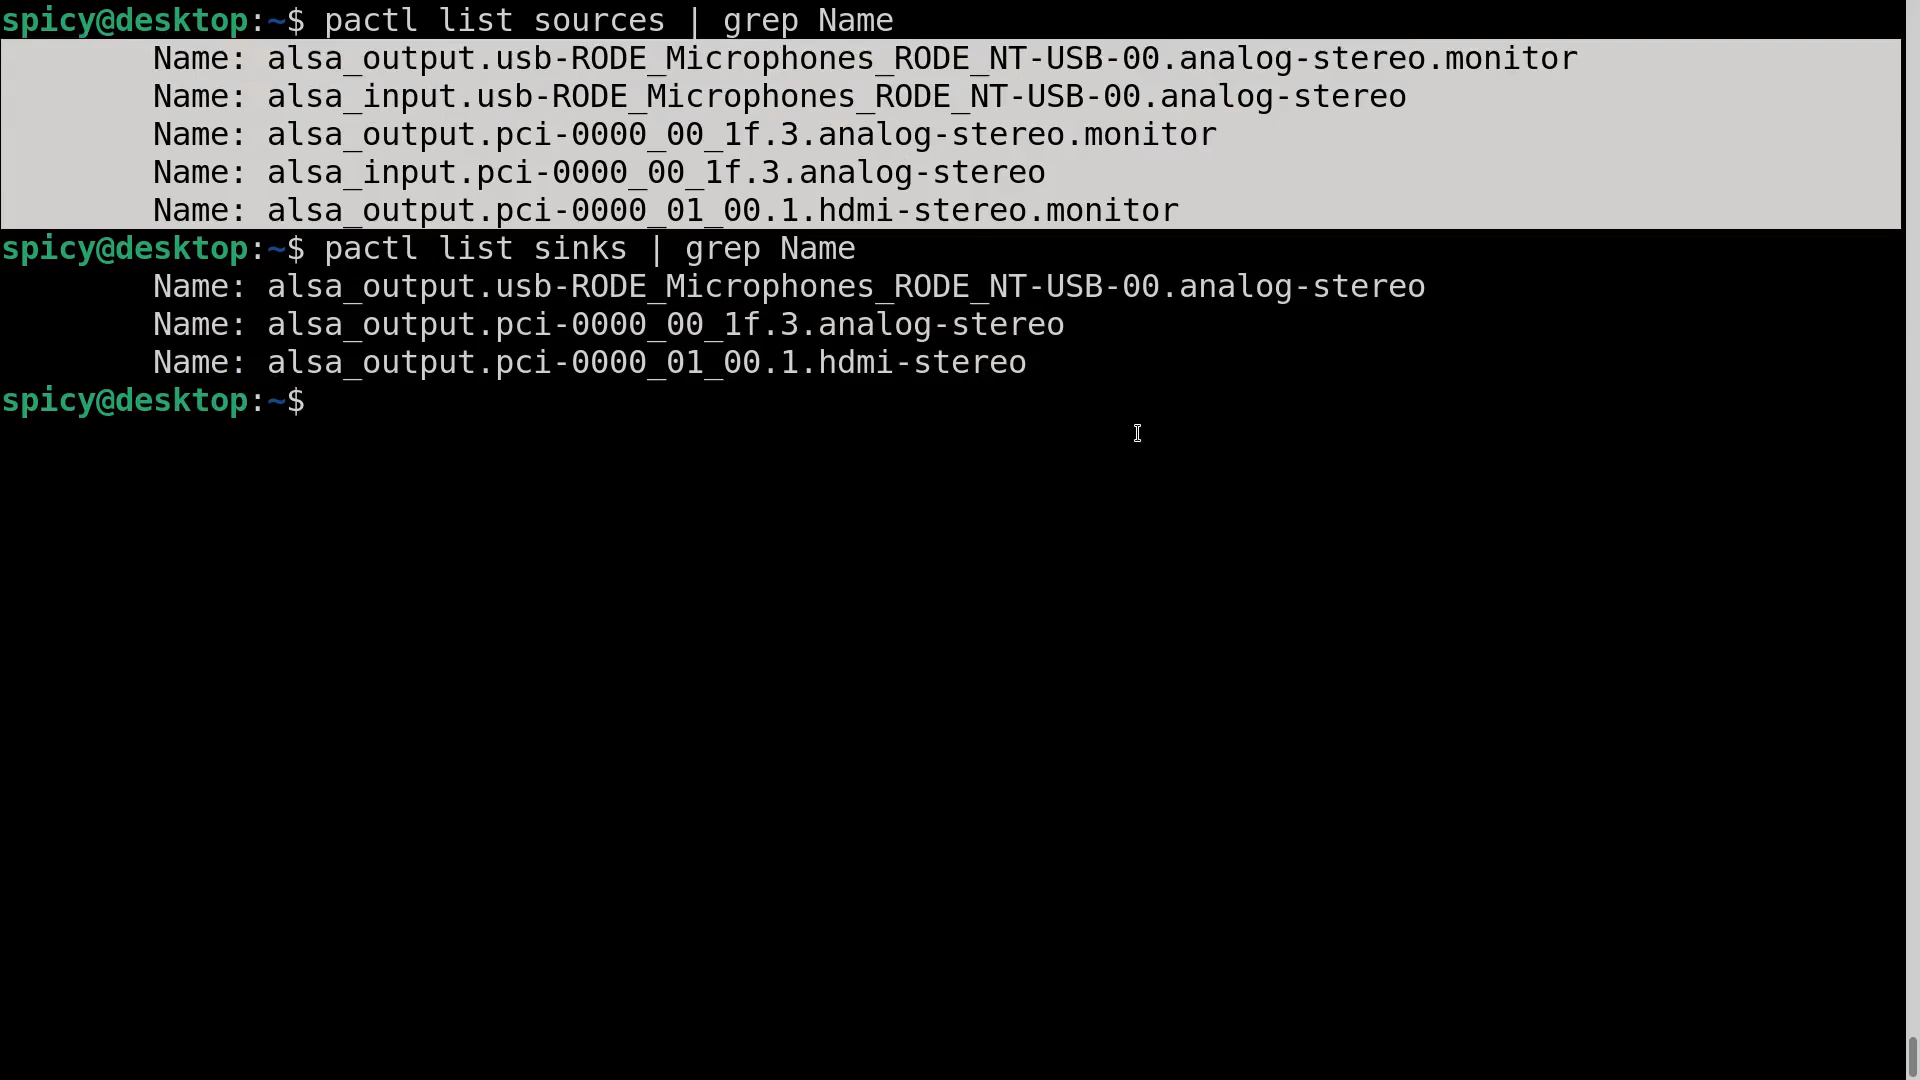 spicy@desktop:~$ pactl list sources | grep Name
        Name: alsa_output.usb-RODE_Microphones_RODE_NT-USB-00.analog-stereo.monitor
        Name: alsa_input.usb-RODE_Microphones_RODE_NT-USB-00.analog-stereo
        Name: alsa_output.pci-0000_00_1f.3.analog-stereo.monitor
        Name: alsa_input.pci-0000_00_1f.3.analog-stereo
        Name: alsa_output.pci-0000_01_00.1.hdmi-stereo.monitor
spicy@desktop:~$ pactl list sinks | grep Name
        Name: alsa_output.usb-RODE_Microphones_RODE_NT-USB-00.analog-stereo
        Name: alsa_output.pci-0000_00_1f.3.analog-stereo
        Name: alsa_output.pci-0000_01_00.1.hdmi-stereo
spicy@desktop:~$